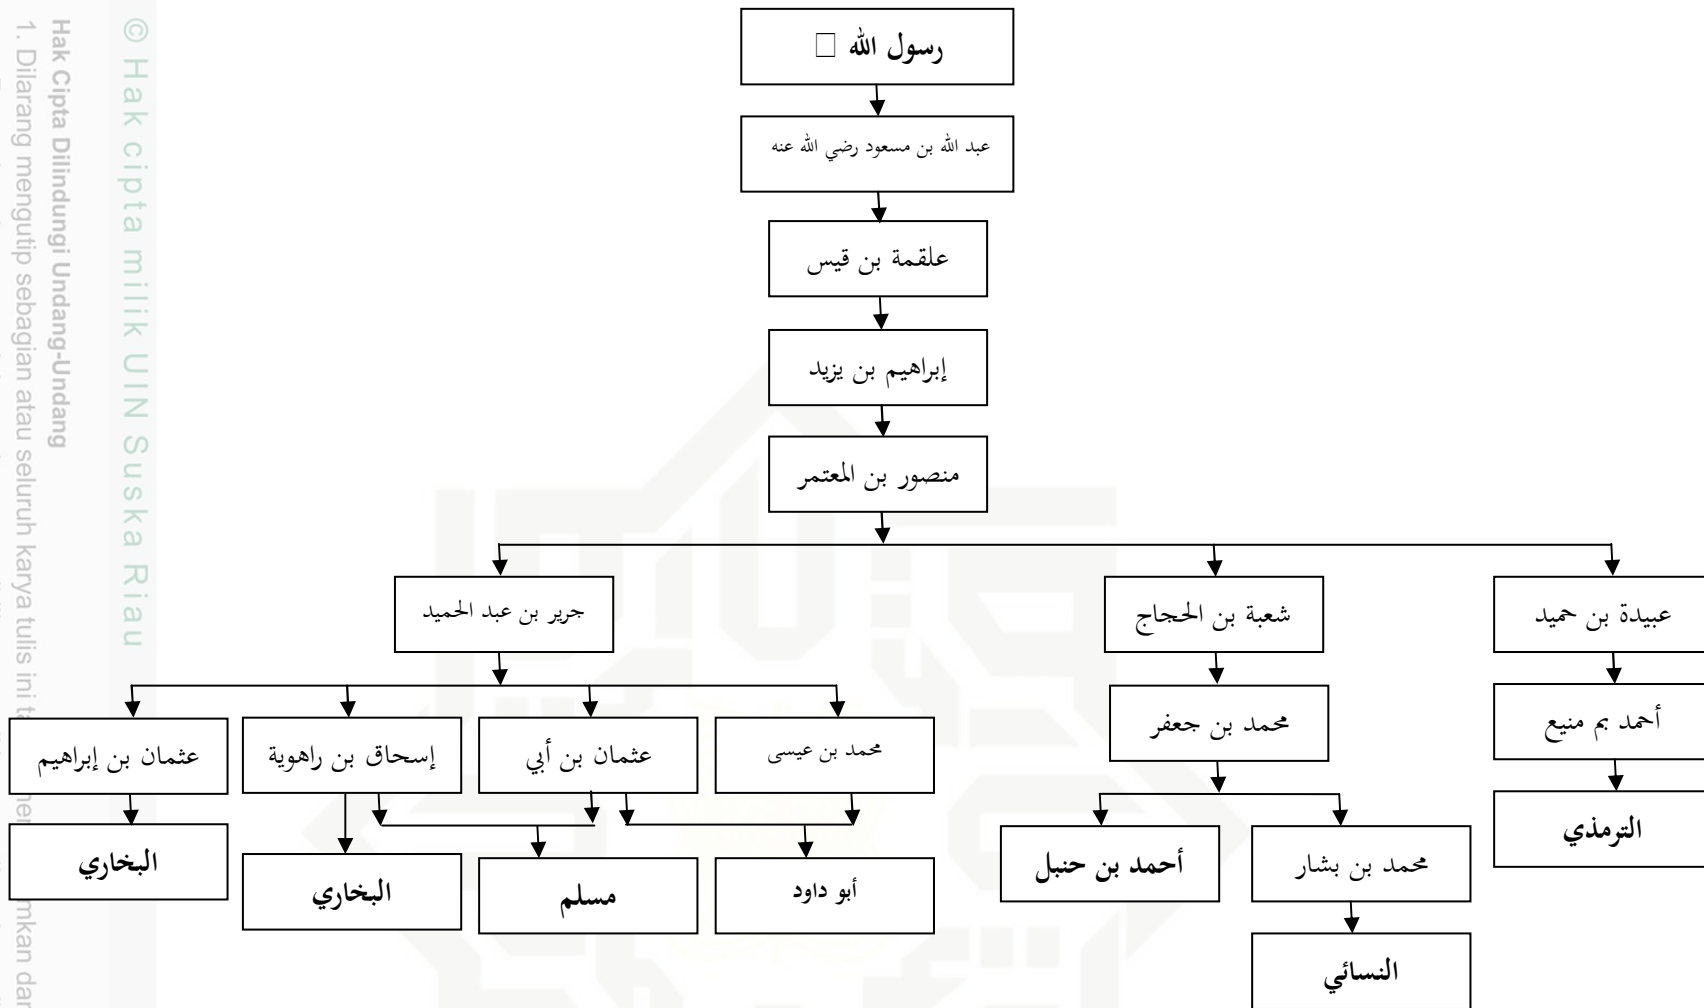 © Hak cipta milik UIN Suska Riau
Hak Cipta Dilindungi Undang-Undang
1. Dilarang mengutip sebagian atau seluruh karya tulis ini
رسول الله □
عبد الله بن مسعود رضي الله عنه
علقمة بن قيس
إبراهيم بن يزيد
منصور بن المعتمر
عبيدة بن حميد
شعبة بن الحجاج
جرير بن عبد الحميد
أحمد بم منيع
محمد بن جعفر
محمد بن عيسى
عثمان بن أبي
إسحاق بن راهوية
عثمان بن إبراهيم
الترمذي
محمد بن بشار
أحمد بن حنبل
أبو داود
مسلم
البخاري
البخاري
النسائي